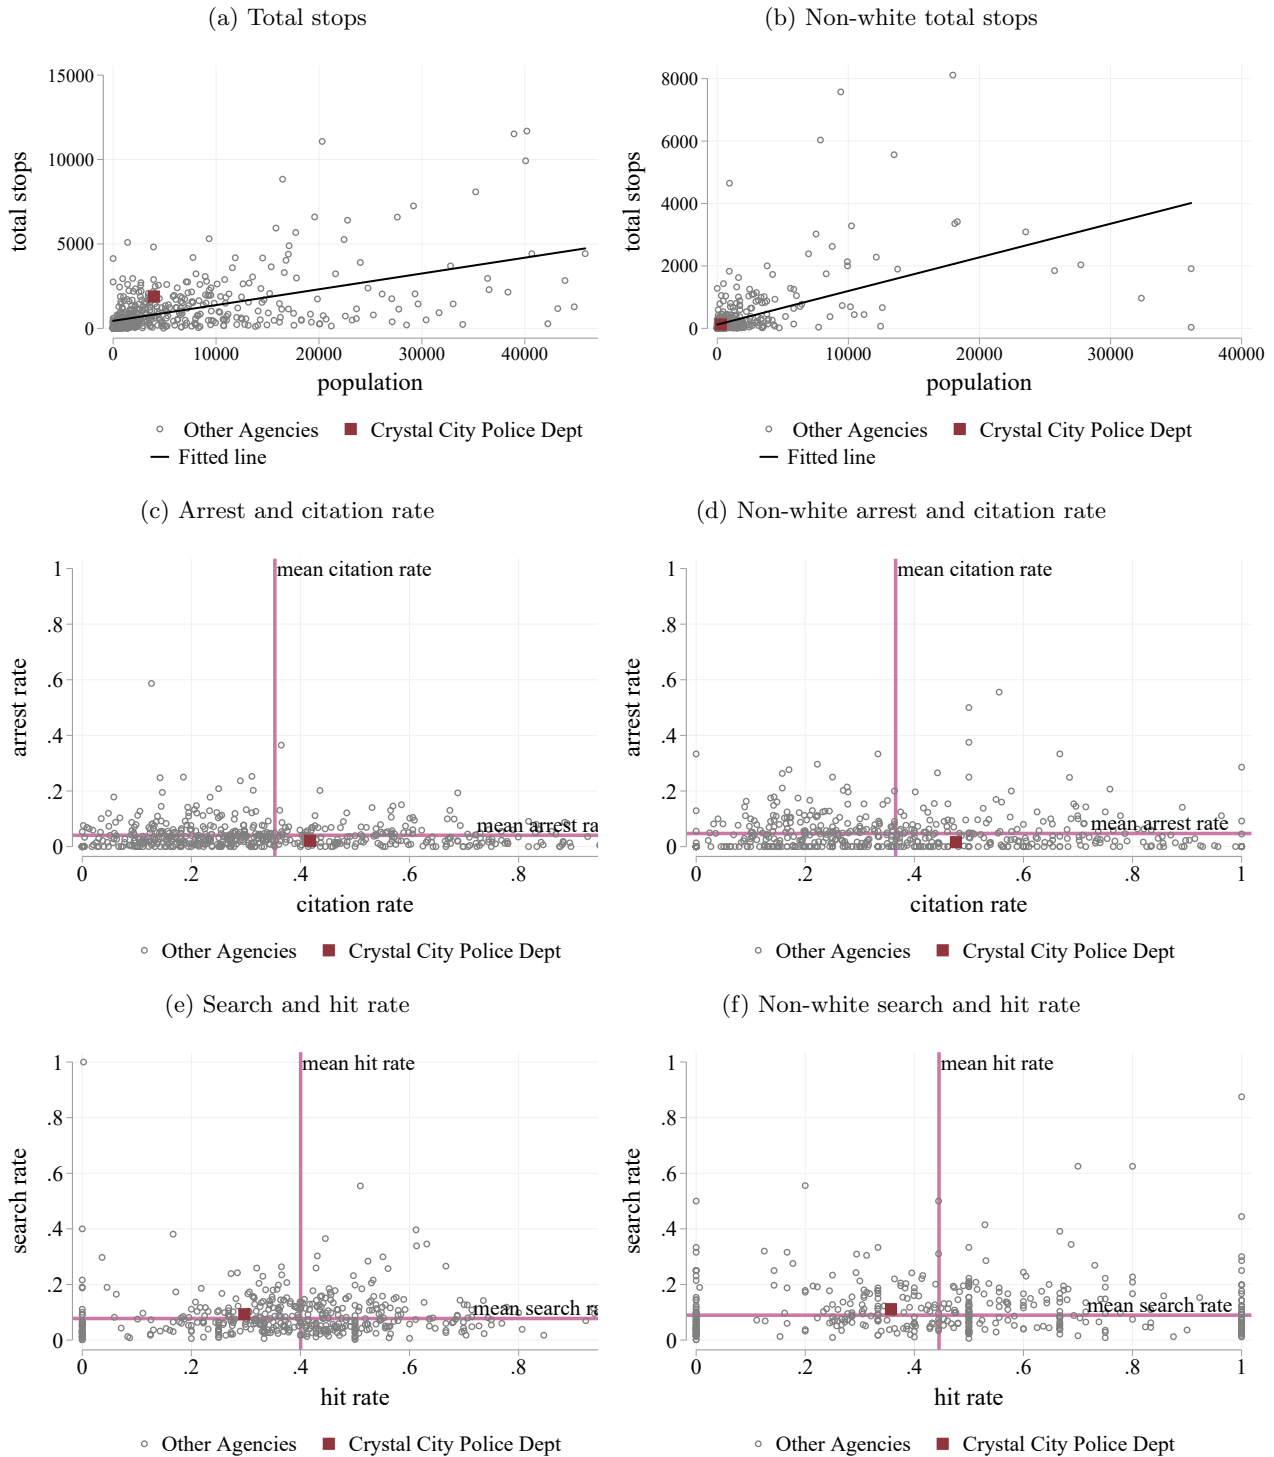 (a) Total stops
(b) Non-white total stops
total stops
15000
10000
5000
0
0 10000 20000 30000 40000
population
Other Agencies Crystal City Police Dept
Fitted line
total stops
8000
6000
4000
2000
0
0 10000 20000 30000 40000
population
Other Agencies Crystal City Police Dept
Fitted line
(c) Arrest and citation rate
(d) Non-white arrest and citation rate
arrest rate
1
.8
.6
.4
.2
0
mean citation rate
mean arrest ra
0 .2 .4 .6 .8
citation rate
Other Agencies Crystal City Police Dept
arrest rate
1
.8
.6
.4
.2
0
mean citation rate
mean arrest rate
0 .2 .4 .6 .8 1
citation rate
Other Agencies Crystal City Police Dept
(e) Search and hit rate
(f) Non-white search and hit rate
search rate
1
.8
.6
.4
.2
0
mean hit rate
mean search ra
0 .2 .4 .6 .8
hit rate
Other Agencies Crystal City Police Dept
search rate
1
.8
.6
.4
.2
0
mean hit rate
mean search rate
0 .2 .4 .6 .8 1
hit rate
Other Agencies Crystal City Police Dept